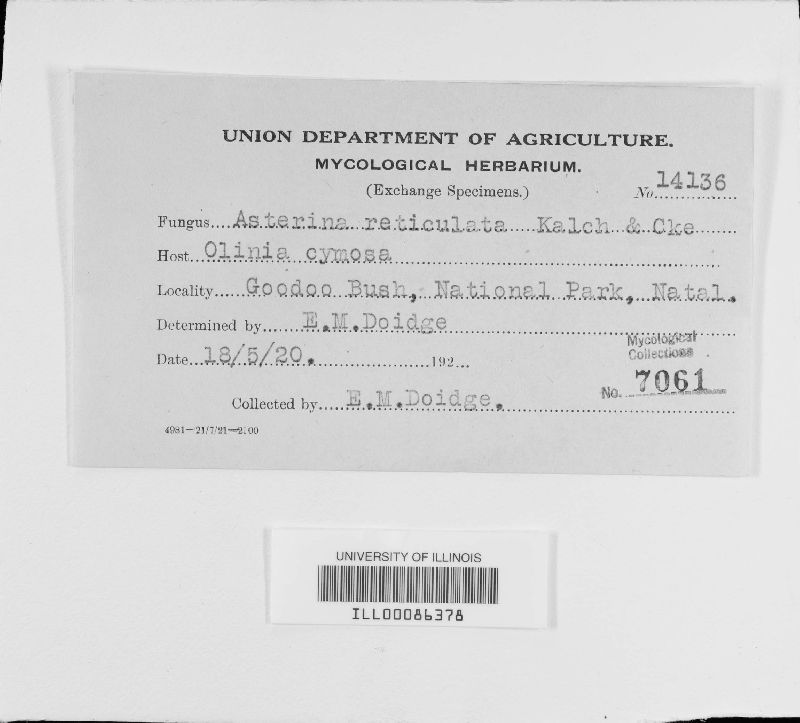 UNION DEPARTMENT OF AGRICULTURE.
MYCOLOGICAL HERBARIUM.
(Exchange Specimens.)
No. 14136
Fungus....Asterina reticulata Kalch & Cke
Host...Olinia cymosa
Locality.....Goodoo Bush, National Park, Natal.
Determined by......E.M.Doidge
Date...18/5/20. 192...
Mycological
Collections
No. 7061
Collected by.....E.M.Doidge.
4981—21/7/21—2100
UNIVERSITY OF ILLINOIS
ILL00086378